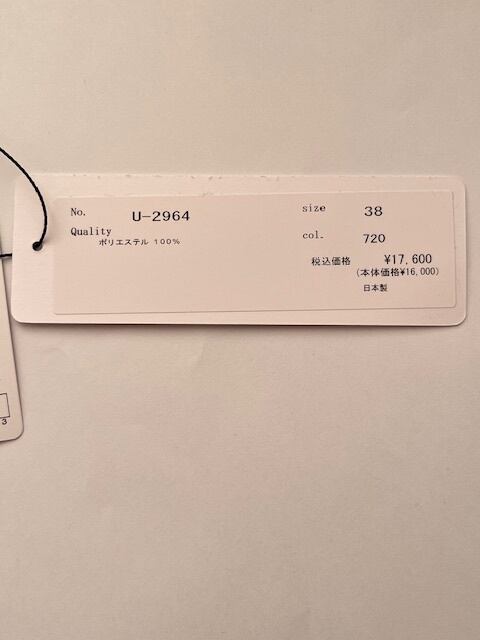 No. U-2964
Quality
ポリエステル 100%
size 38
col. 720
税込価格 ¥17,600
(本体価格¥16,000)
日本製
3